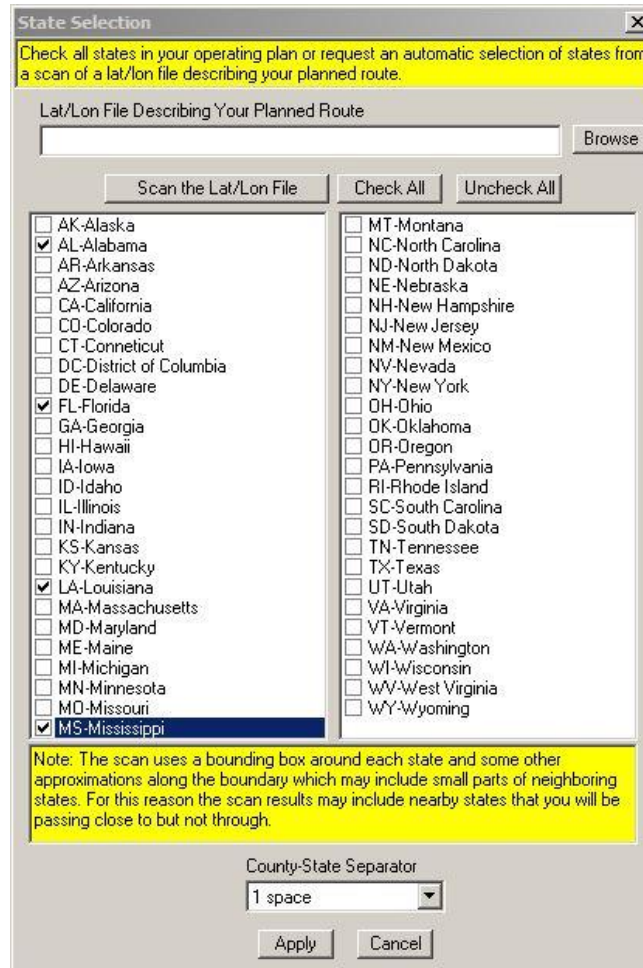 State Selection
Check all states in your operating plan or request an automatic selection of states from
a scan of a lat/lon file describing your planned route.
Lat/Lon File Describing Your Planned Route
Browse
Scan the Lat/Lon File
Check All
Uncheck All
AK-Alaska
AL-Alabama
AR-Arkansas
AZ-Arizona
CA-California
CO-Colorado
CT-Conneticut
DC-District of Columbia
DE-Delaware
FL-Florida
GA-Georgia
HI-Hawaii
IA-Iowa
ID-Idaho
IL-Illinois
IN-Indiana
KS-Kansas
KY-Kentucky
LA-Louisiana
MA-Massachusetts
MD-Maryland
ME-Maine
MI-Michigan
MN-Minnesota
MO-Missouri
MS-Mississippi
MT-Montana
NC-North Carolina
ND-North Dakota
NE-Nebraska
NH-New Hampshire
NJ-New Jersey
NM-New Mexico
NV-Nevada
NY-New York
OH-Ohio
OK-Oklahoma
OR-Oregon
PA-Pennsylvania
RI-Rhode Island
SC-South Carolina
SD-South Dakota
TN-Tennessee
TX-Texas
UT-Utah
VA-Virginia
VT-Vermont
WA-Washington
WI-Wisconsin
WV-West Virginia
WY-Wyoming
Note: The scan uses a bounding box around each state and some other
approximations along the boundary which may include small parts of neighboring
states. For this reason the scan results may include nearby states that you will be
passing close to but not through.
County-State Separator
1 space
Apply
Cancel